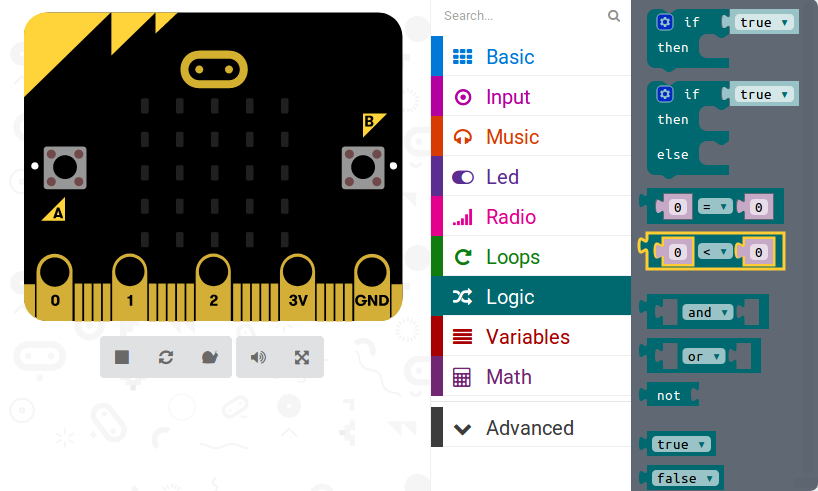 B
A
0 1 2 3V GND
Search...
Basic
Input
Music
Led
Radio
Loops
Logic
Variables
Math
Advanced
if true
then
if true
then
else
0 = 0
0 < 0
and
or
not
true
false